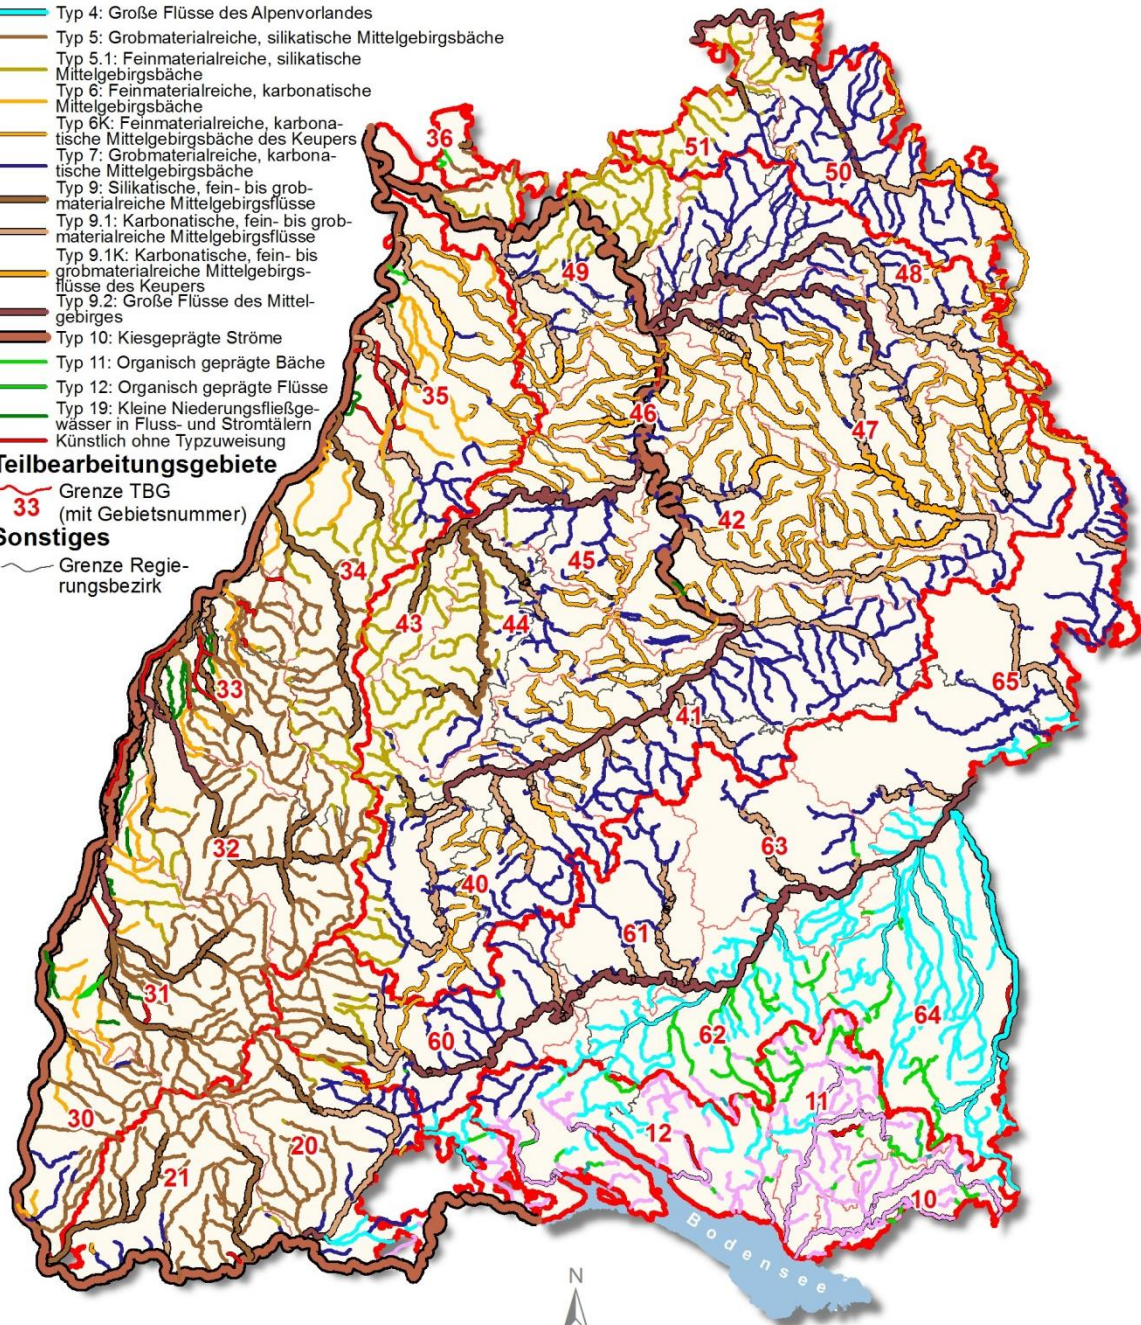 Typ 4: Große Flüsse des Alpenvorlandes
Typ 5: Grobmaterialreiche, silikatische Mittelgebirgsbäche
Typ 5.1: Feinmaterialreiche, silikatische
Mittelgebirgsbäche
Typ 6: Feinmaterialreiche, karbonatische
Mittelgebirgsbäche
Typ 6K: Feinmaterialreiche, karbona-
tische Mittelgebirgsbäche des Keupers
Typ 7: Grobmaterialreiche, karbona-
tische Mittelgebirgsbäche
Typ 9: Silikatische, fein- bis grob-
materialreiche Mittelgebirgsflüsse
Typ 9.1: Karbonatische, fein- bis grob-
materialreiche Mittelgebirgsflüsse
Typ 9.1K: Karbonatische, fein- bis
grobmaterialreiche Mittelgebirgs-
flüsse des Keupers
Typ 9.2: Große Flüsse des Mittel-
gebirges
Typ 10: Kiesgeprägte Ströme
Typ 11: Organisch geprägte Bäche
Typ 12: Organisch geprägte Flüsse
Typ 19: Kleine Niederungsfließge-
wässer in Fluss- und Stromtälern
Künstlich ohne Typzuweisung
Teilbearbeitungsgebiete
33
Grenze TBG
(mit Gebietsnummer)
Sonstiges
Grenze Regie-
rungsbezirk
36
51
50
49
48
35
46
47
42
34
45
43
44
33
65
41
32
63
40
61
31
60
62
64
30
11
20
12
21
10
Bodensee
N